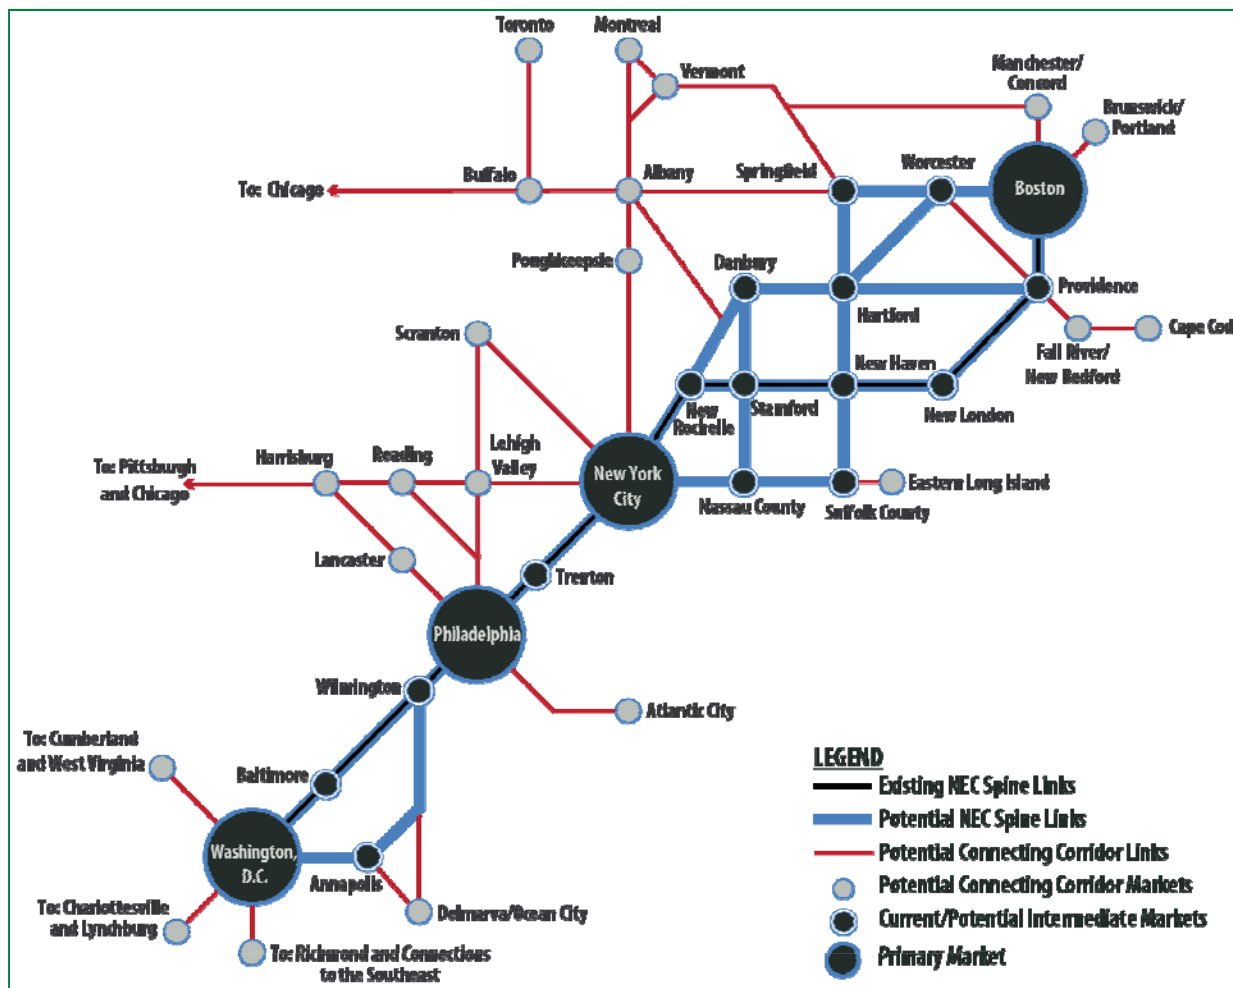 Toronto
Montreal
Vermont
Manchester/
Concord
Brunswick/
Portland
To: Chicago
Buffalo
Albany
Springfield
Worcester
Boston
Poughkeepsie
Danbury
Hartford
Providence
Cape Cod
Fall River/
New Bedford
Scranton
New Haven
New
Rochelle
Stamford
New London
To: Pittsburgh
and Chicago
Harrisburg
Reading
Lehigh
Valley
New York
City
Nassau County
Suffolk County
Eastern Long Island
Lancaster
Trenton
Philadelphia
Wilmington
Atlantic City
To: Cumberland
and West Virginia
Baltimore
Washington,
D.C.
Annapolis
Delmarva/Ocean City
To: Charlottesville
and Lynchburg
To: Richmond and Connections
to the Southeast
LEGEND
Existing NEC Spine Links
Potential NEC Spine Links
Potential Connecting Corridor Links
Potential Connecting Corridor Markets
Current/Potential Intermediate Markets
Primary Market